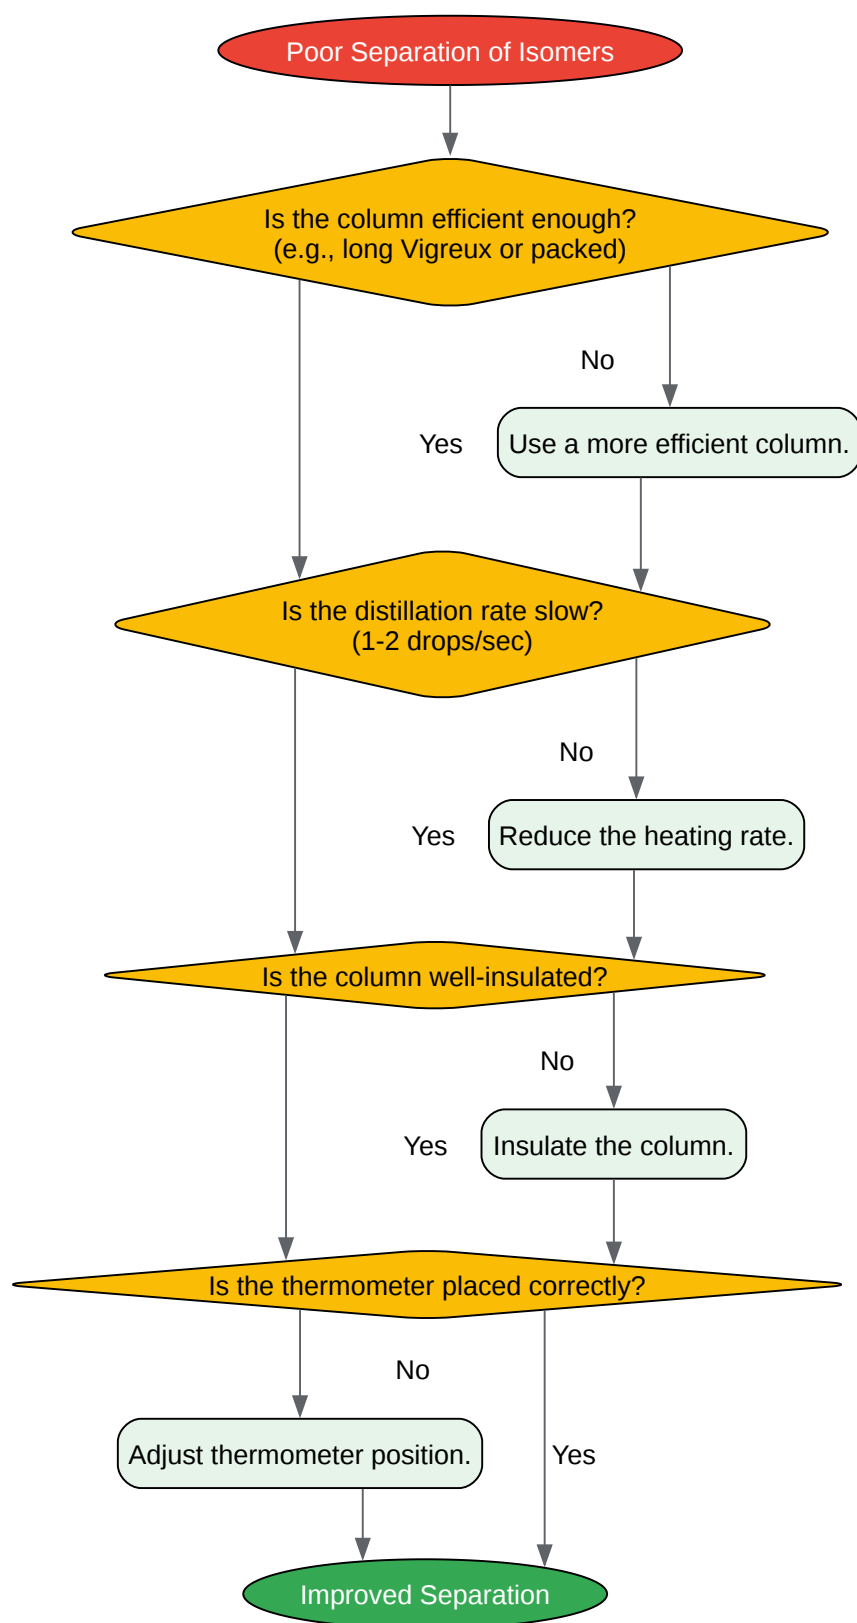 Poor Separation of Isomers
Is the column efficient enough?
(e.g., long Vigreux or packed)
No
Yes
Use a more efficient column.
Is the distillation rate slow?
(1-2 drops/sec)
No
Yes
Reduce the heating rate.
Is the column well-insulated?
No
Yes
Insulate the column.
Is the thermometer placed correctly?
No
Adjust thermometer position.
Yes
Improved Separation